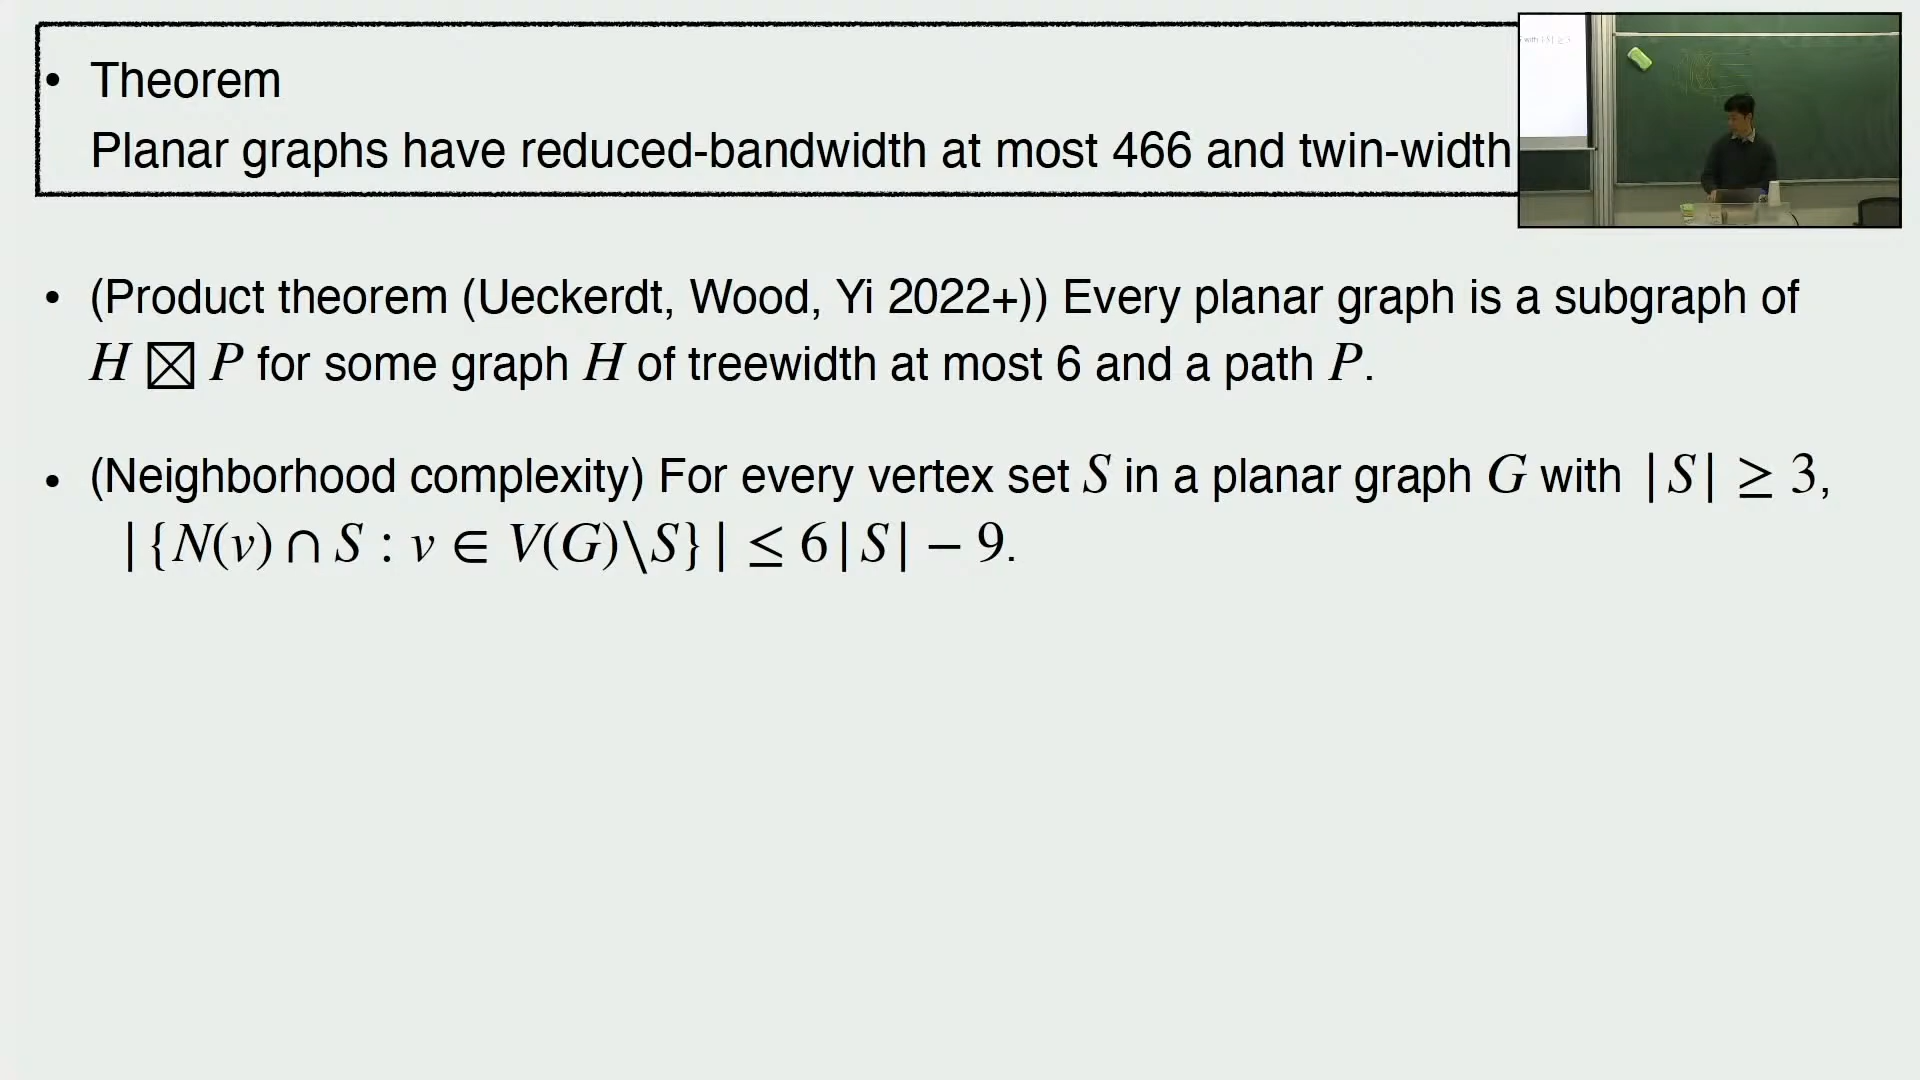 • Theorem
Planar graphs have reduced-bandwidth at most 466 and twin-width
• (Product theorem (Ueckerdt, Wood, Yi 2022+)) Every planar graph is a subgraph of
H ⊠ P for some graph H of treewidth at most 6 and a path P.
• (Neighborhood complexity) For every vertex set S in a planar graph G with |S| ≥ 3,
|{N(v) ∩ S : v ∈ V(G)\S}| ≤ 6|S| − 9.
with |S| ≥ 3